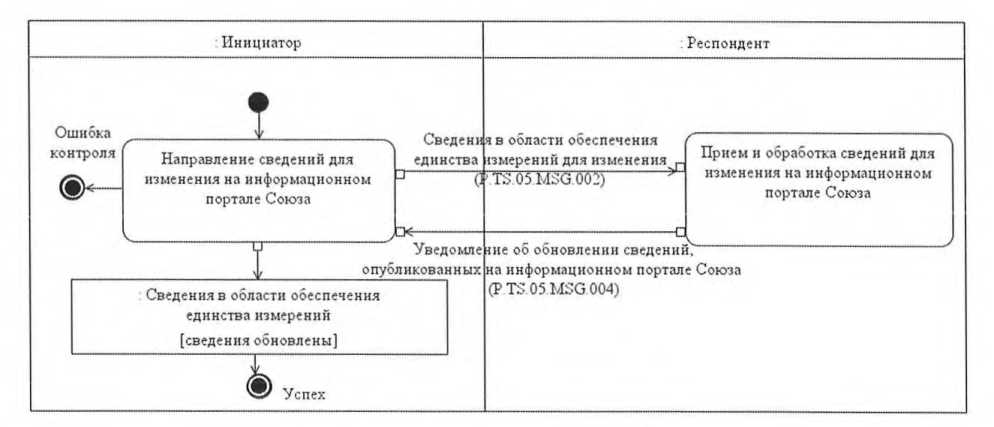 : Инициатор
: Респондент
Ошибка
контроля
Направление сведений для
изменения на информационном
портале Союза
Сведения в области обеспечения
единства измерений для изменения
(P.TS.05.MSG.002)
Прием и обработка сведений для
изменения на информационном
портале Союза
Уведомление об обновлении сведений,
опубликованных на информационном портале Союза
(P.TS.05.MSG.004)
: Сведения в области обеспечения
единства измерений
[сведения обновлены]
Успех